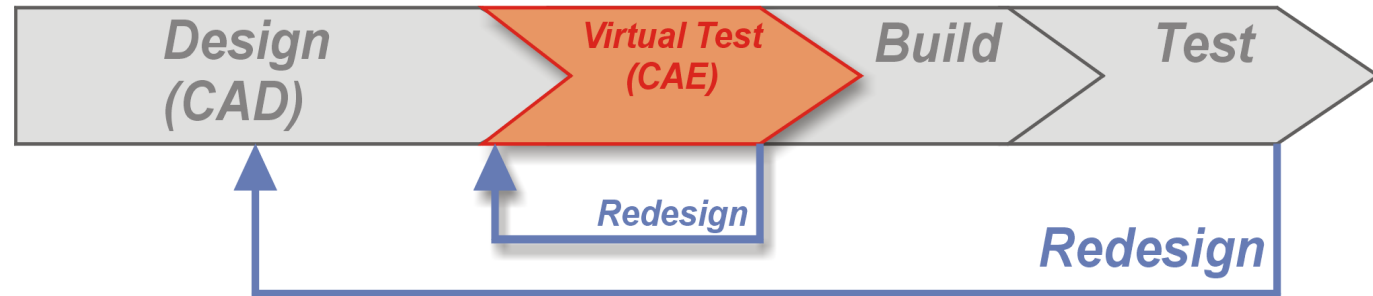 Design
(CAD)
Virtual Test
(CAE)
Build
Test
Redesign
Redesign